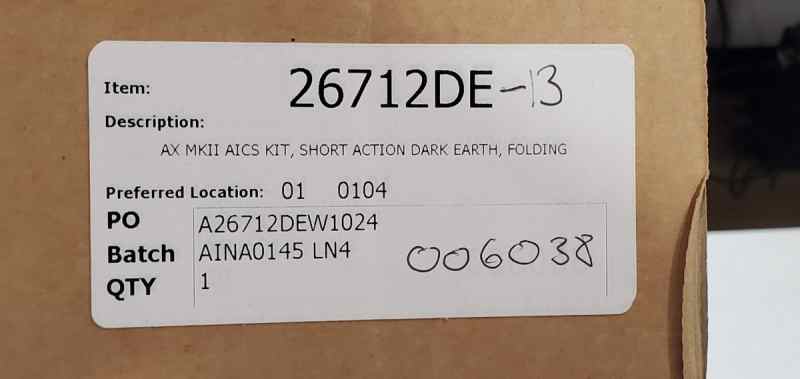 Item: 26712DE-13
Description:
AX MKII AICS KIT, SHORT ACTION DARK EARTH, FOLDING
Preferred Location: 01 0104
PO A26712DEW1024
Batch AINA0145 LN4 006038
QTY 1